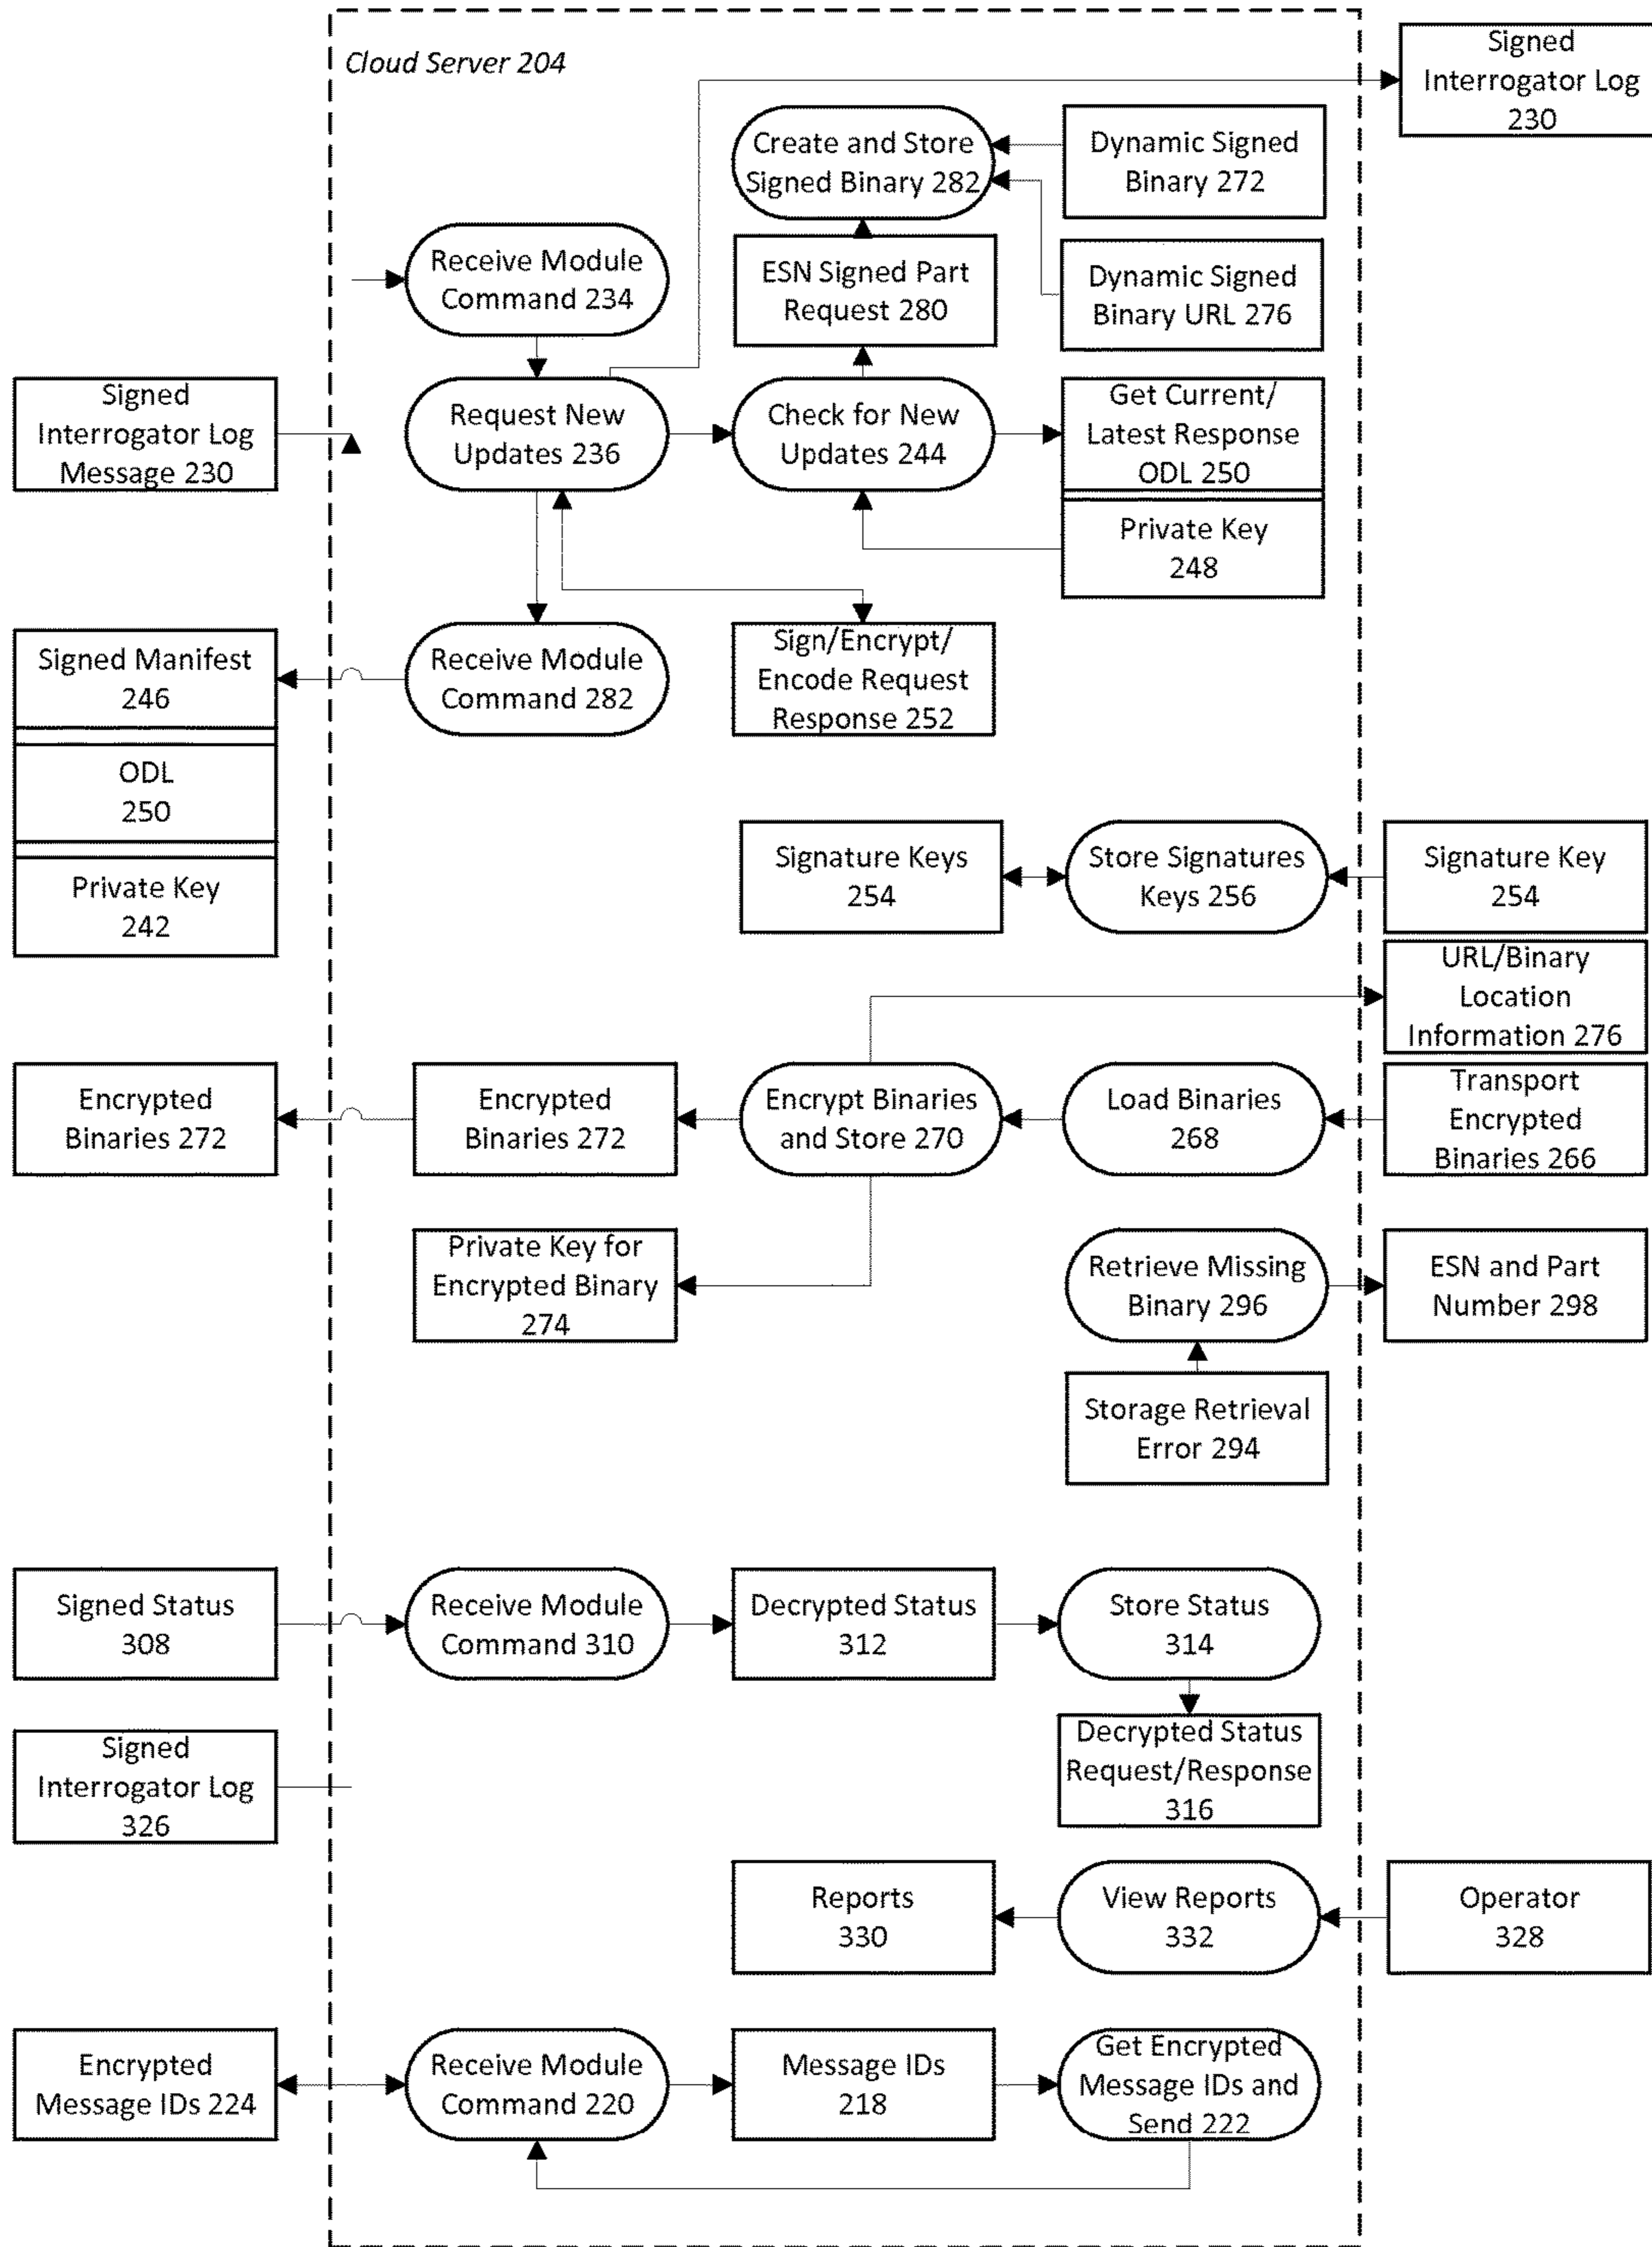 Cloud Server 204
Signed
Interrogator Log
230
Create and Store
Signed Binary 282
Dynamic Signed
Binary 272
Receive Module
Command 234
ESN Signed Part
Request 280
Dynamic Signed
Binary URL 276
Signed
Interrogator Log
Message 230
Request New
Updates 236
Check for New
Updates 244
Get Current/
Latest Response
ODL 250
Private Key
248
Signed Manifest
246
Receive Module
Command 282
Sign/Encrypt/
Encode Request
Response 252
ODL
250
Private Key
242
Signature Keys
254
Store Signatures
Keys 256
Signature Key
254
URL/Binary
Location
Information 276
Encrypted
Binaries 272
Encrypted
Binaries 272
Encrypt Binaries
and Store 270
Load Binaries
268
Transport
Encrypted
Binaries 266
Private Key for
Encrypted Binary
274
Retrieve Missing
Binary 296
ESN and Part
Number 298
Storage Retrieval
Error 294
Signed Status
308
Receive Module
Command 310
Decrypted Status
312
Store Status
314
Signed
Interrogator Log
326
Decrypted Status
Request/Response
316
Reports
330
View Reports
332
Operator
328
Encrypted
Message IDs 224
Receive Module
Command 220
Message IDs
218
Get Encrypted
Message IDs and
Send 222